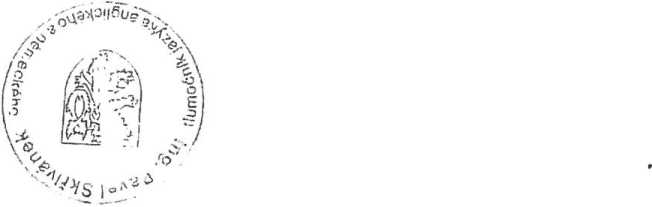 Ing. Pavel Skřivánek
tlumočník jazyka anglického a německého